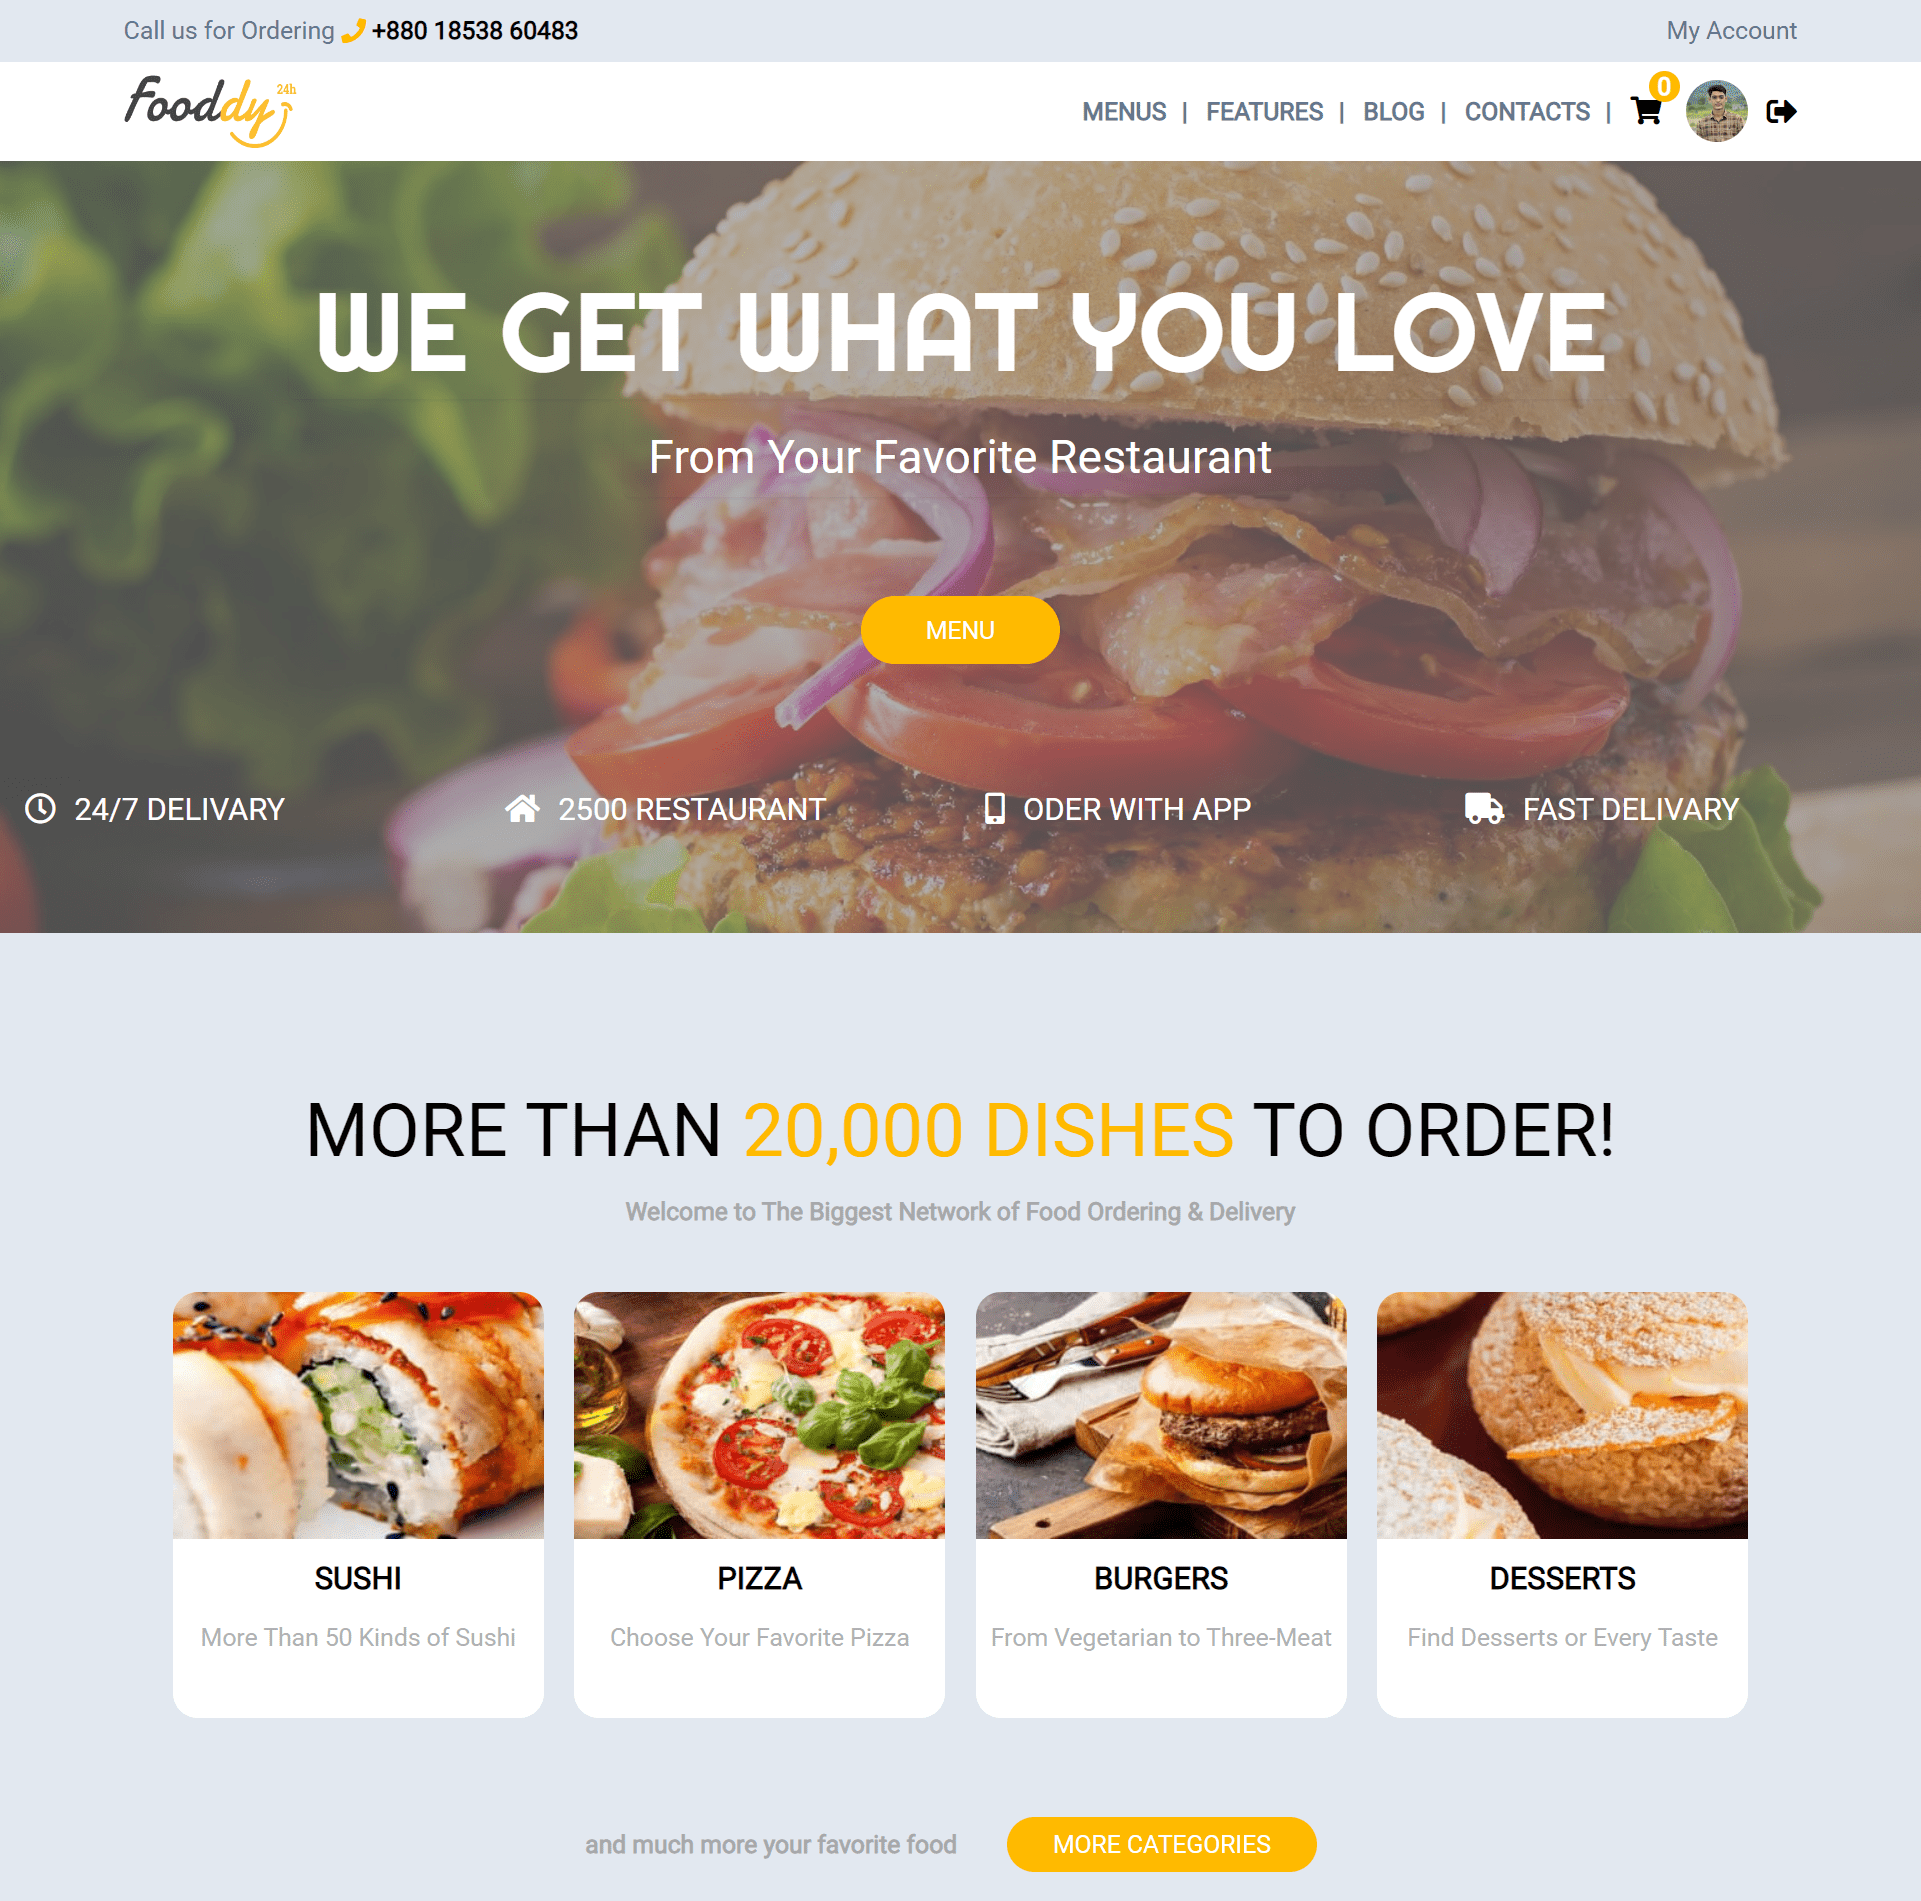 Call us for Ordering +880 18538 60483
My Account
Fooddy 24h
MENUS | FEATURES | BLOG | CONTACTS | 0
WE GET WHAT YOU LOVE
From Your Favorite Restaurant
MENU
24/7 DELIVARY
2500 RESTAURANT
ODER WITH APP
FAST DELIVARY
MORE THAN 20,000 DISHES TO ORDER!
Welcome to The Biggest Network of Food Ordering & Delivery
SUSHI
More Than 50 Kinds of Sushi
PIZZA
Choose Your Favorite Pizza
BURGERS
From Vegetarian to Three-Meat
DESSERTS
Find Desserts or Every Taste
and much more your favorite food
MORE CATEGORIES